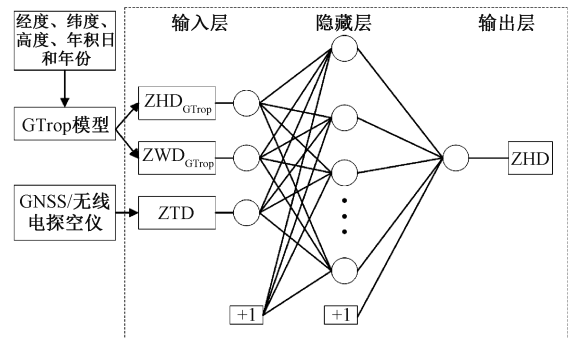 经度、纬度、
高度、年积日
和年份
输入层
隐藏层
输出层
GTrop模型
ZHD_GTrop
ZWD_GTrop
GNSS/无线
电探空仪
ZTD
ZHD
+1
+1